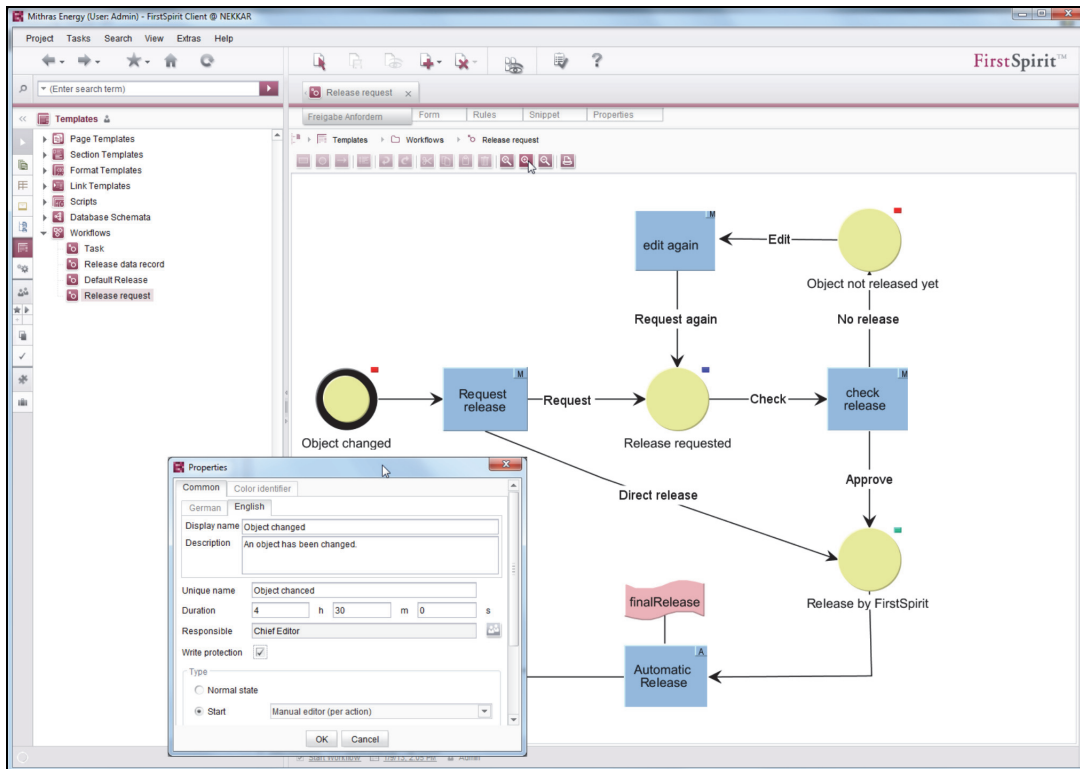 Mithras Energy (User: Admin) - FirstSpirit Client @ NEKKAR
Project Tasks Search View Extras Help
FirstSpirit™
(Enter search term)
Release request
Templates
Freigabe Anfordern Form Rules Snippet Properties
Page Templates
Section Templates
Format Templates
Link Templates
Scripts
Database Schemata
Workflows
Task
Release data record
Default Release
Release request
Templates Workflows Release request
M
edit again
Edit
Object not released yet
Request again
No release
M
Request release
Request
Check
M
check release
Object changed
Release requested
Direct release
Approve
Release by FirstSpirit
finalRelease
A
Automatic Release
Properties
Common Color identifier
German English
Display name Object changed
Description An object has been changed.
Unique name Object chanced
Duration 4 h 30 m 0 s
Responsible Chief Editor
Write protection
Type
Normal state
Start Manual editor (per action)
OK Cancel
Start Workflow Admin